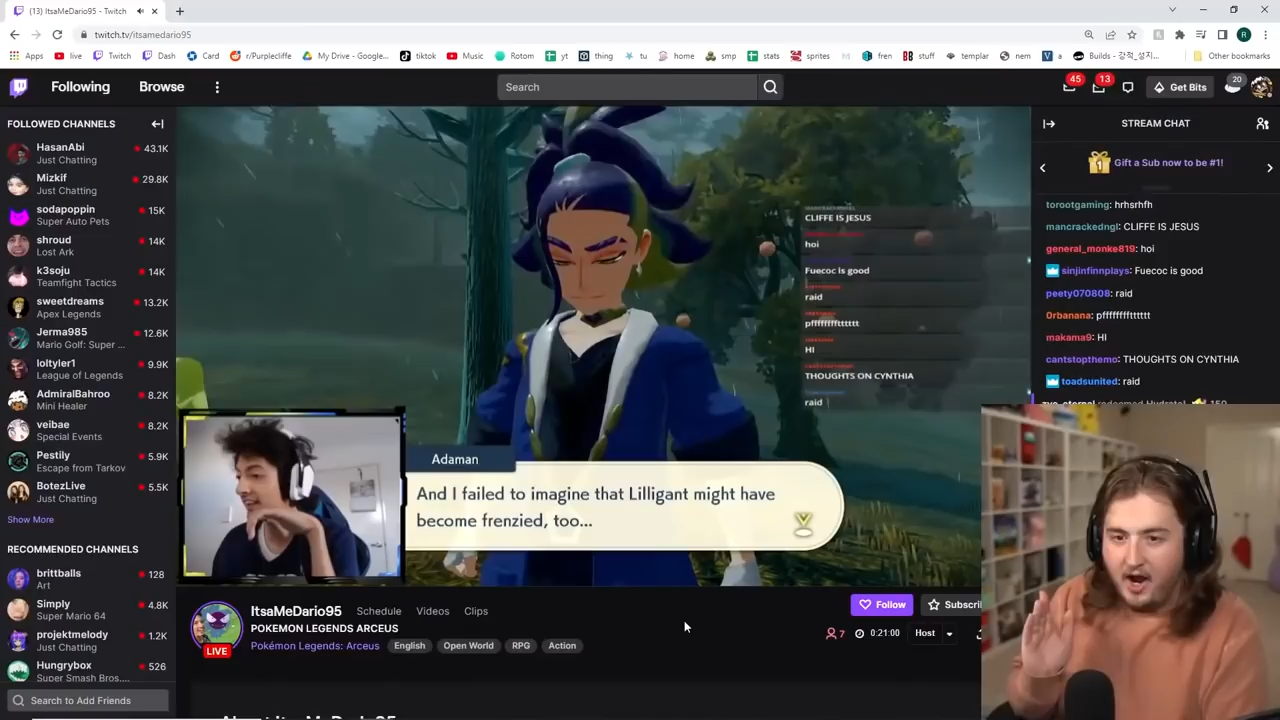 (13) ItsaMeDario95 - Twitch
twitch.tv/itsamedario95
Apps
live
Twitch
Dash
Card
r/Purplecliffe
My Drive - Google...
tiktok
Music
Rotom
yt
thing
tu
home
smp
stats
sprites
fren
stuff
templar
nem
a
Other bookmarks
Following
Browse
Search
45
13
Get Bits
20
FOLLOWED CHANNELS
HasanAbi 43.1K
Just Chatting
Mizkif 29.8K
Just Chatting
sodapoppin 15K
Super Auto Pets
shroud 14K
Lost Ark
k3soju 14K
Teamfight Tactics
sweetdreams 13.2K
Apex Legends
Jerma985 12.6K
Mario Golf: Super ...
loltyler1 9.9K
League of Legends
AdmiralBahroo 8.2K
Mini Healer
veibae 8.2K
Special Events
Pestily 5.9K
Escape from Tarkov
BotezLive 5.5K
Just Chatting
Show More
RECOMMENDED CHANNELS
brittballs 128
Art
Simply 4.8K
Super Mario 64
projektmelody 1.2K
Just Chatting
Hungrybox 526
Super Smash Bros....
Search to Add Friends
CLIFFE IS JESUS
hoi
Fuecoc is good
raid
pffffffftttttt
HI
THOUGHTS ON CYNTHIA
raid
Adaman
And I failed to imagine that Lilligant might have
become frenzied, too...
LIVE
ItsaMeDario95
Schedule
Videos
Clips
POKEMON LEGENDS ARCEUS
Pokémon Legends: Arceus
English
Open World
RPG
Action
Follow
Subscri
7
0:21:00
Host
STREAM CHAT
1
Gift a Sub now to be #1!
torootgaming: hrhsrhfh
mancrackedngl: CLIFFE IS JESUS
general_monke819: hoi
sinjinfinnplays: Fuecoc is good
peety070808: raid
0rbanana: pffffffftttttt
makama9: HI
cantstopthemo: THOUGHTS ON CYNTHIA
toadsunited: raid